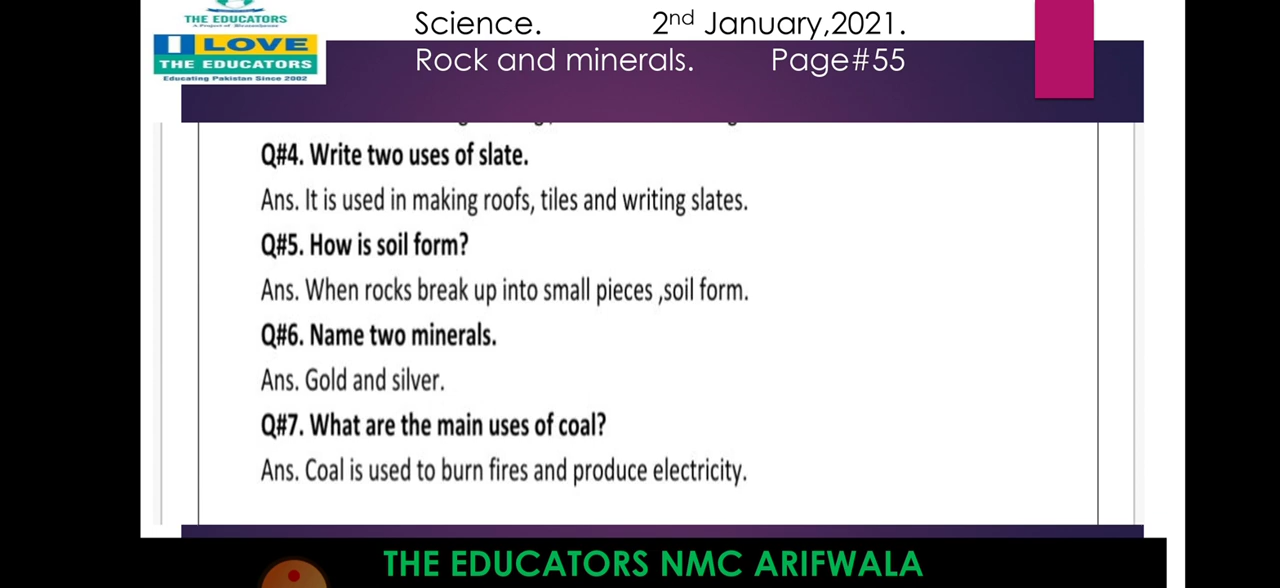 THE EDUCATORS
I LOVE
THE EDUCATORS
Educating Pakistan Since 2002
Science. 2nd January,2021.
Rock and minerals. Page#55
Q#4. Write two uses of slate.
Ans. It is used in making roofs, tiles and writing slates.
Q#5. How is soil form?
Ans. When rocks break up into small pieces ,soil form.
Q#6. Name two minerals.
Ans. Gold and silver.
Q#7. What are the main uses of coal?
Ans. Coal is used to burn fires and produce electricity.
THE EDUCATORS NMC ARIFWALA